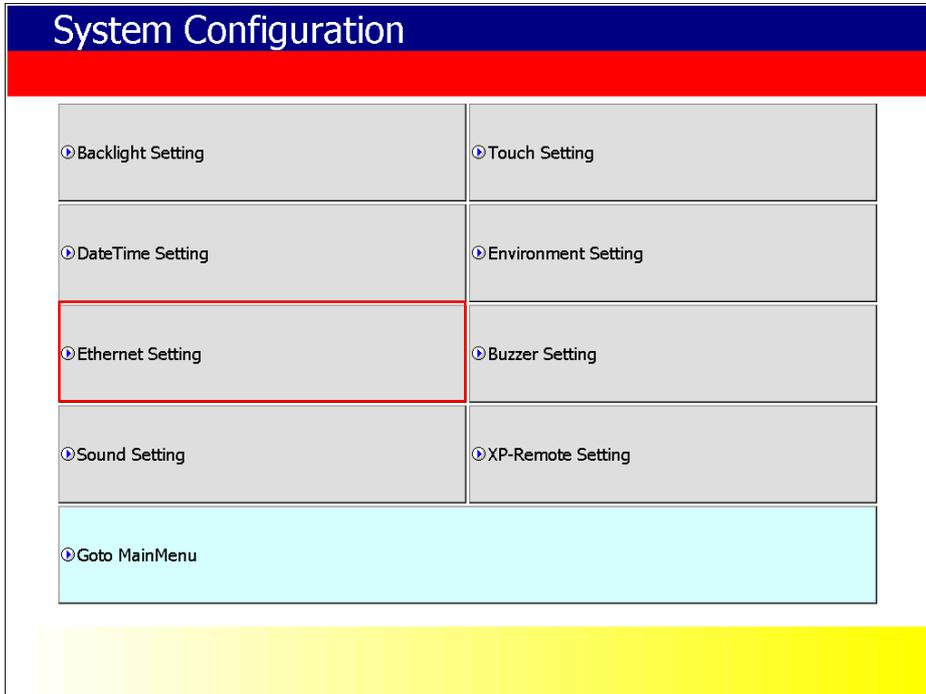 System Configuration
Backlight Setting
Touch Setting
DateTime Setting
Environment Setting
Ethernet Setting
Buzzer Setting
Sound Setting
XP-Remote Setting
Goto MainMenu